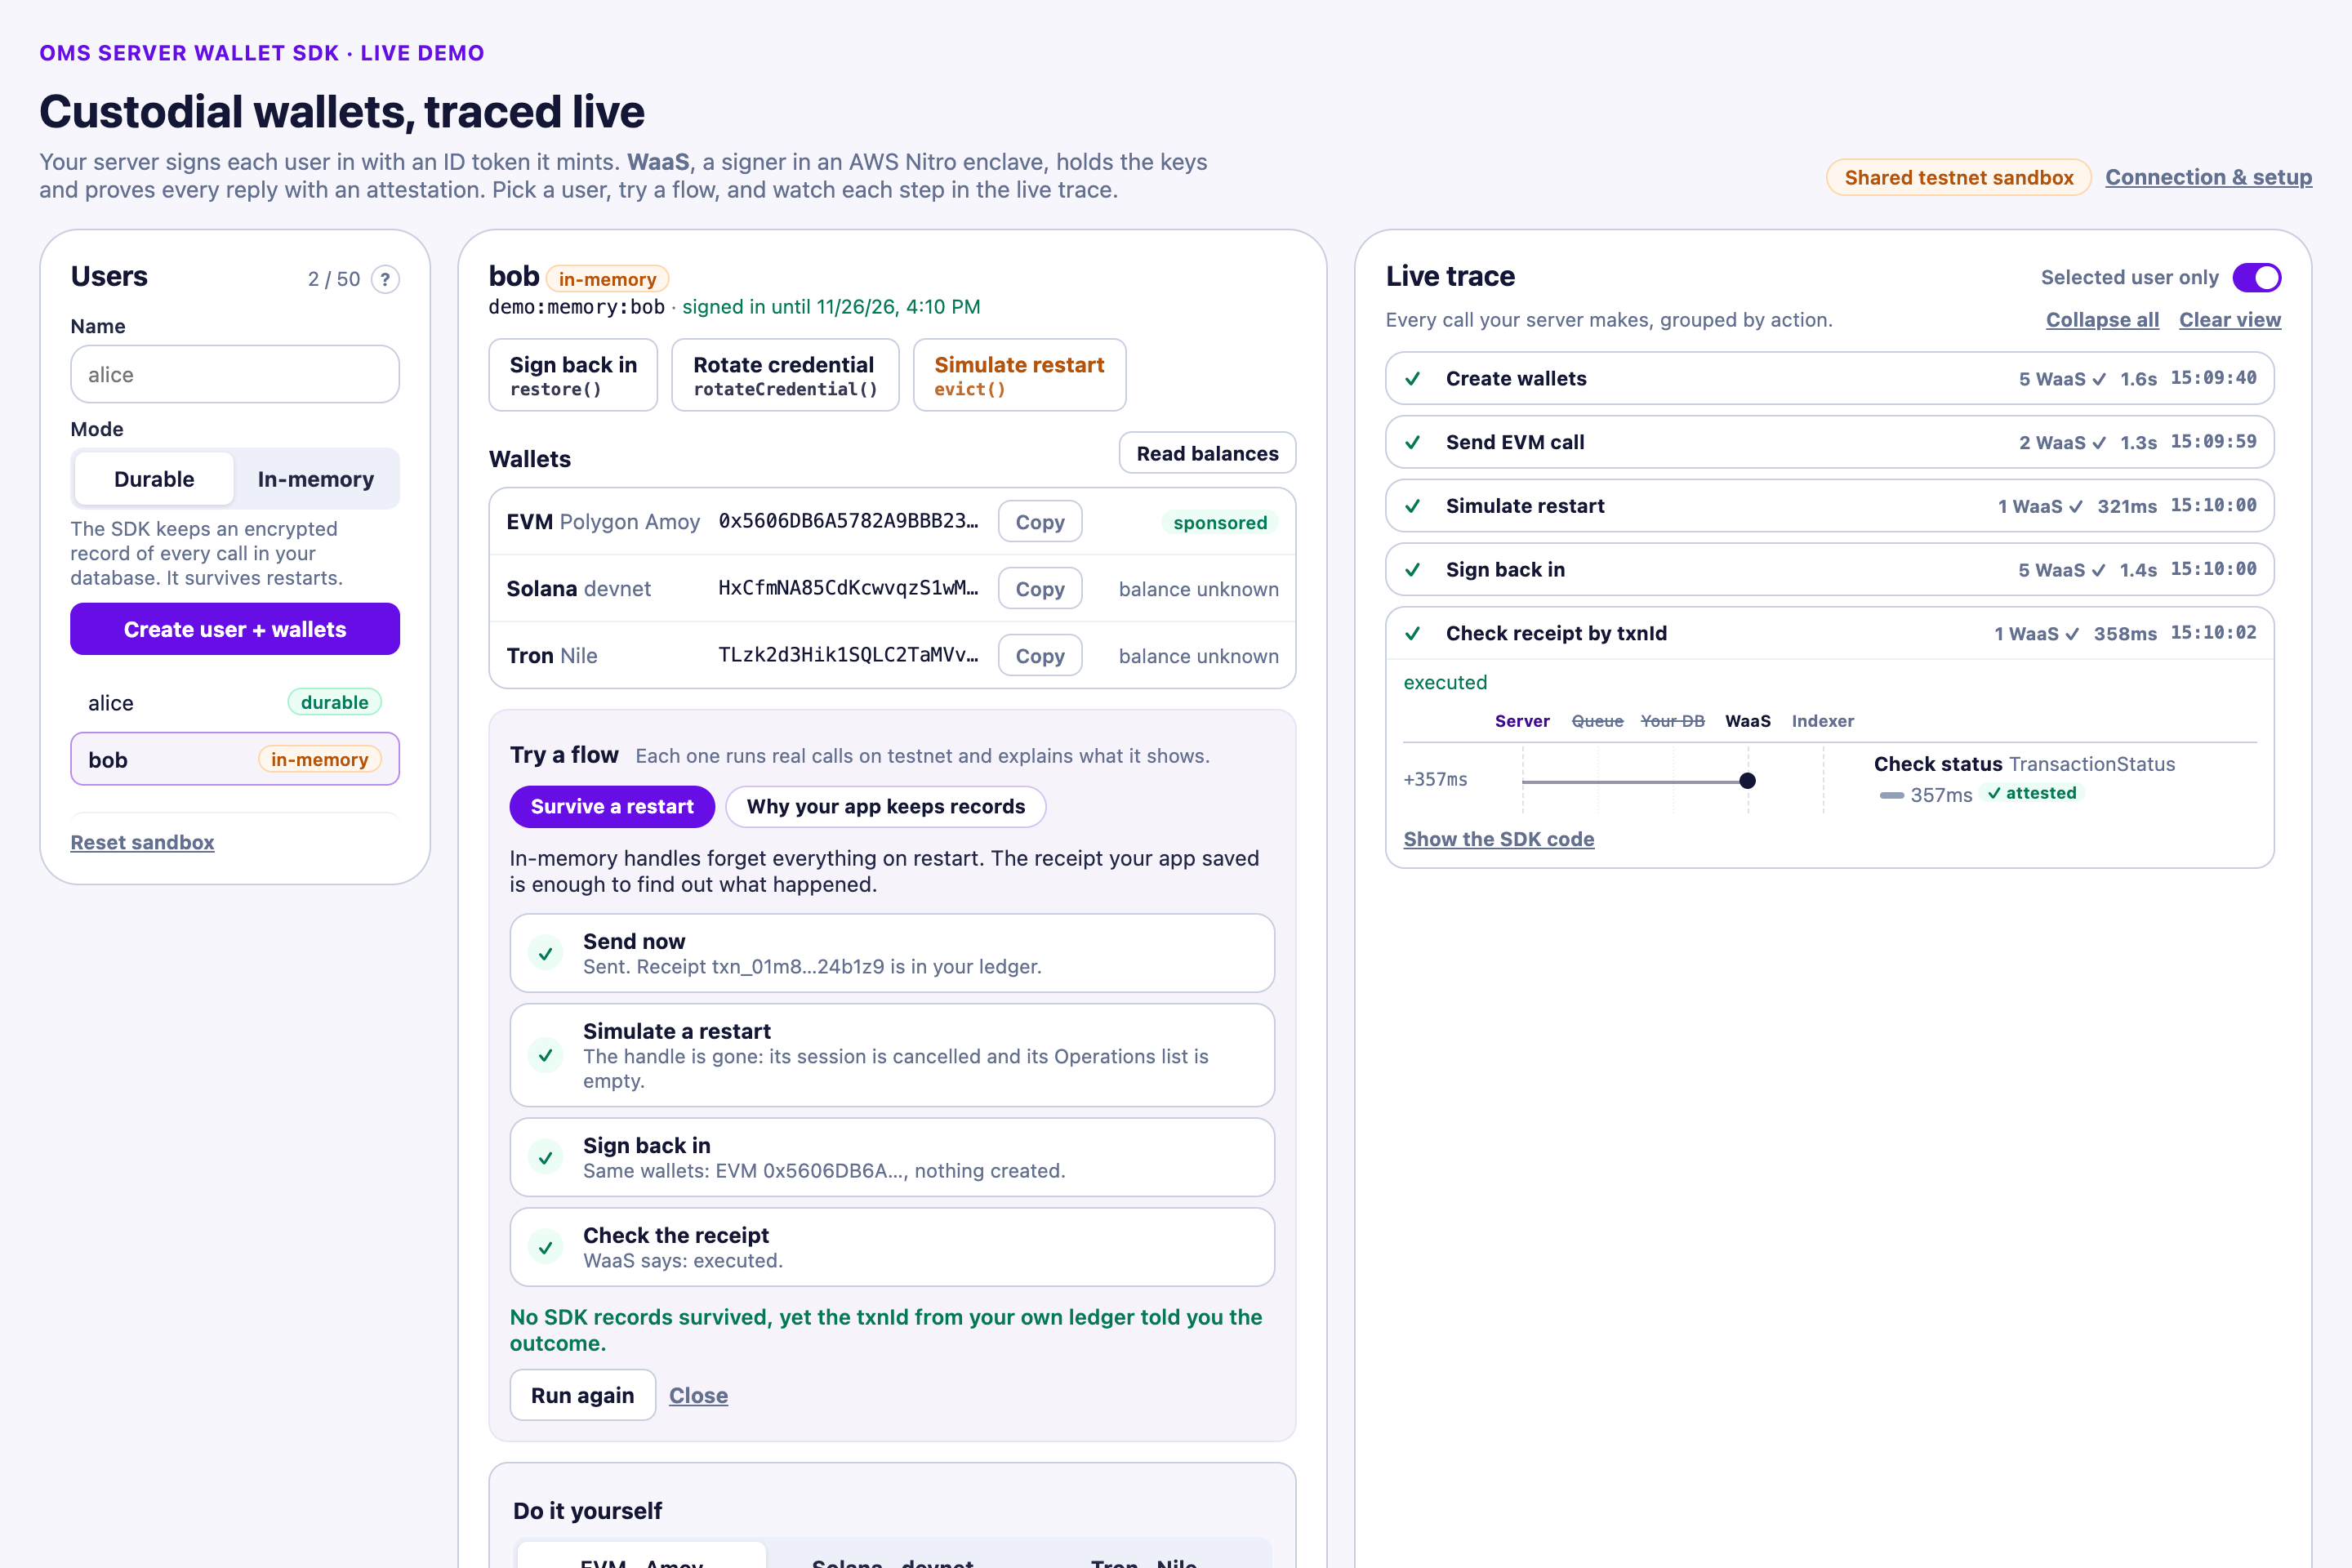 OMS SERVER WALLET SDK · LIVE DEMO
Custodial wallets, traced live
Your server signs each user in with an ID token it mints. WaaS, a signer in an AWS Nitro enclave, holds the keys
and proves every reply with an attestation. Pick a user, try a flow, and watch each step in the live trace.
Shared testnet sandbox
Connection & setup
Users
2 / 50 ?
Name
alice
Mode
Durable
In-memory
The SDK keeps an encrypted
record of every call in your
database. It survives restarts.
Create user + wallets
alice durable
bob in-memory
Reset sandbox
bob in-memory
demo:memory:bob · signed in until 11/26/26, 4:10 PM
Sign back in
restore()
Rotate credential
rotateCredential()
Simulate restart
evict()
Wallets
Read balances
EVM Polygon Amoy 0x5606DB6A5782A9BBB23… Copy sponsored
Solana devnet HxCfmNA85CdKcwvqzS1wM… Copy balance unknown
Tron Nile TLzk2d3Hik1SQLC2TaMVv… Copy balance unknown
Try a flow Each one runs real calls on testnet and explains what it shows.
Survive a restart
Why your app keeps records
In-memory handles forget everything on restart. The receipt your app saved
is enough to find out what happened.
Send now
Sent. Receipt txn_01m8…24b1z9 is in your ledger.
Simulate a restart
The handle is gone: its session is cancelled and its Operations list is
empty.
Sign back in
Same wallets: EVM 0x5606DB6A…, nothing created.
Check the receipt
WaaS says: executed.
No SDK records survived, yet the txnId from your own ledger told you the
outcome.
Run again
Close
Do it yourself
EVM · Amoy
Solana · devnet
Tron · Nile
Live trace
Selected user only
Every call your server makes, grouped by action.
Collapse all
Clear view
✓ Create wallets 5 WaaS ✓ 1.6s 15:09:40
✓ Send EVM call 2 WaaS ✓ 1.3s 15:09:59
✓ Simulate restart 1 WaaS ✓ 321ms 15:10:00
✓ Sign back in 5 WaaS ✓ 1.4s 15:10:00
✓ Check receipt by txnId 1 WaaS ✓ 358ms 15:10:02
executed
Server Queue Your DB WaaS Indexer
+357ms
Check status TransactionStatus
357ms ✓ attested
Show the SDK code